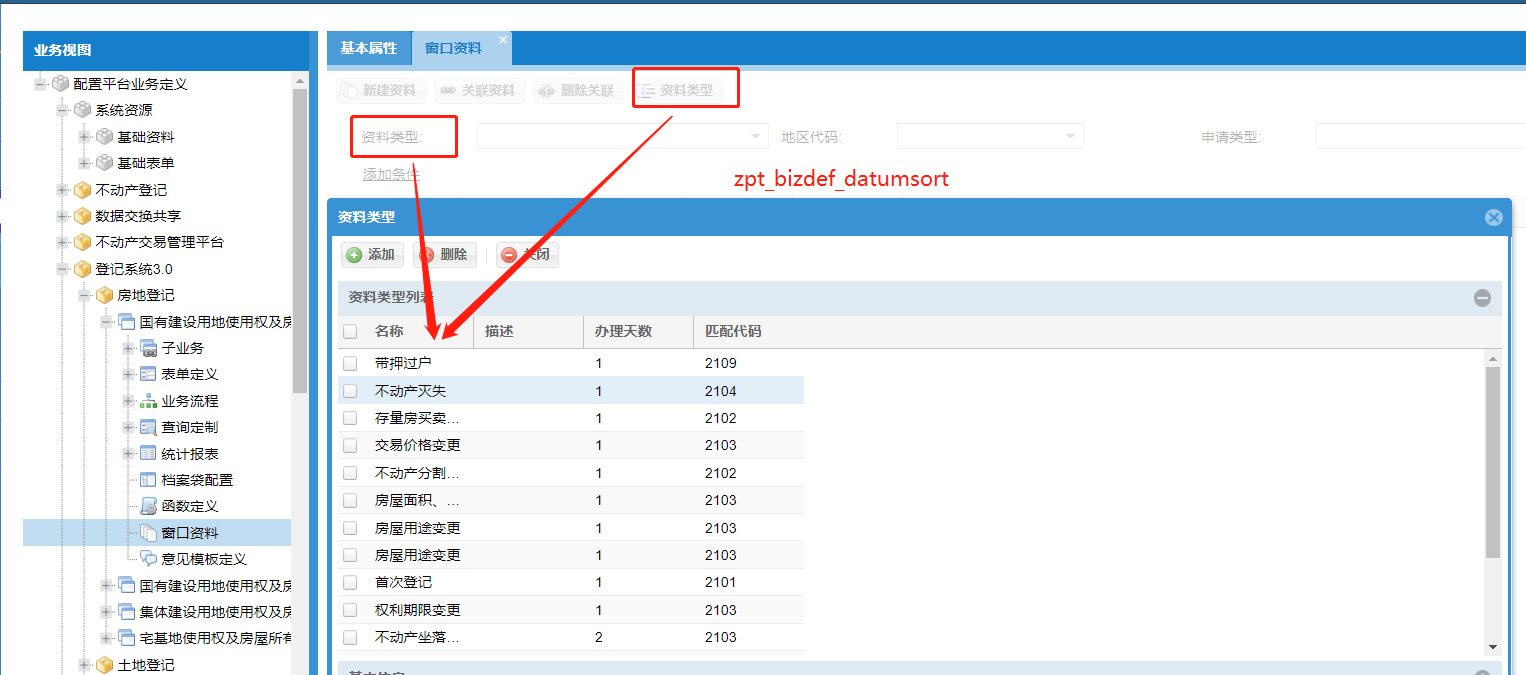 业务视图
配置平台业务定义
系统资源
基础资料
基础表单
不动产登记
数据交换共享
不动产交易管理平台
登记系统3.0
房地登记
国有建设用地使用权及房
子业务
表单定义
业务流程
查询定制
统计报表
档案袋配置
函数定义
窗口资料
意见模板定义
国有建设用地使用权及房
集体建设用地使用权及房
宅基地使用权及房屋所有
土地登记
基本属性 窗口资料
新建资料 关联资料 删除关联 资料类型
资料类型: 地区代码: 申请类型:
添加条件
zpt_bizdef_datumsort
资料类型
添加 删除 关闭
资料类型列表
名称 描述 办理天数 匹配代码
带押过户 1 2109
不动产灭失 1 2104
存量房买卖... 1 2102
交易价格变更 1 2103
不动产分割... 1 2102
房屋面积、... 1 2103
房屋用途变更 1 2103
房屋用途变更 1 2103
首次登记 1 2101
权利期限变更 1 2103
不动产坐落... 2 2103